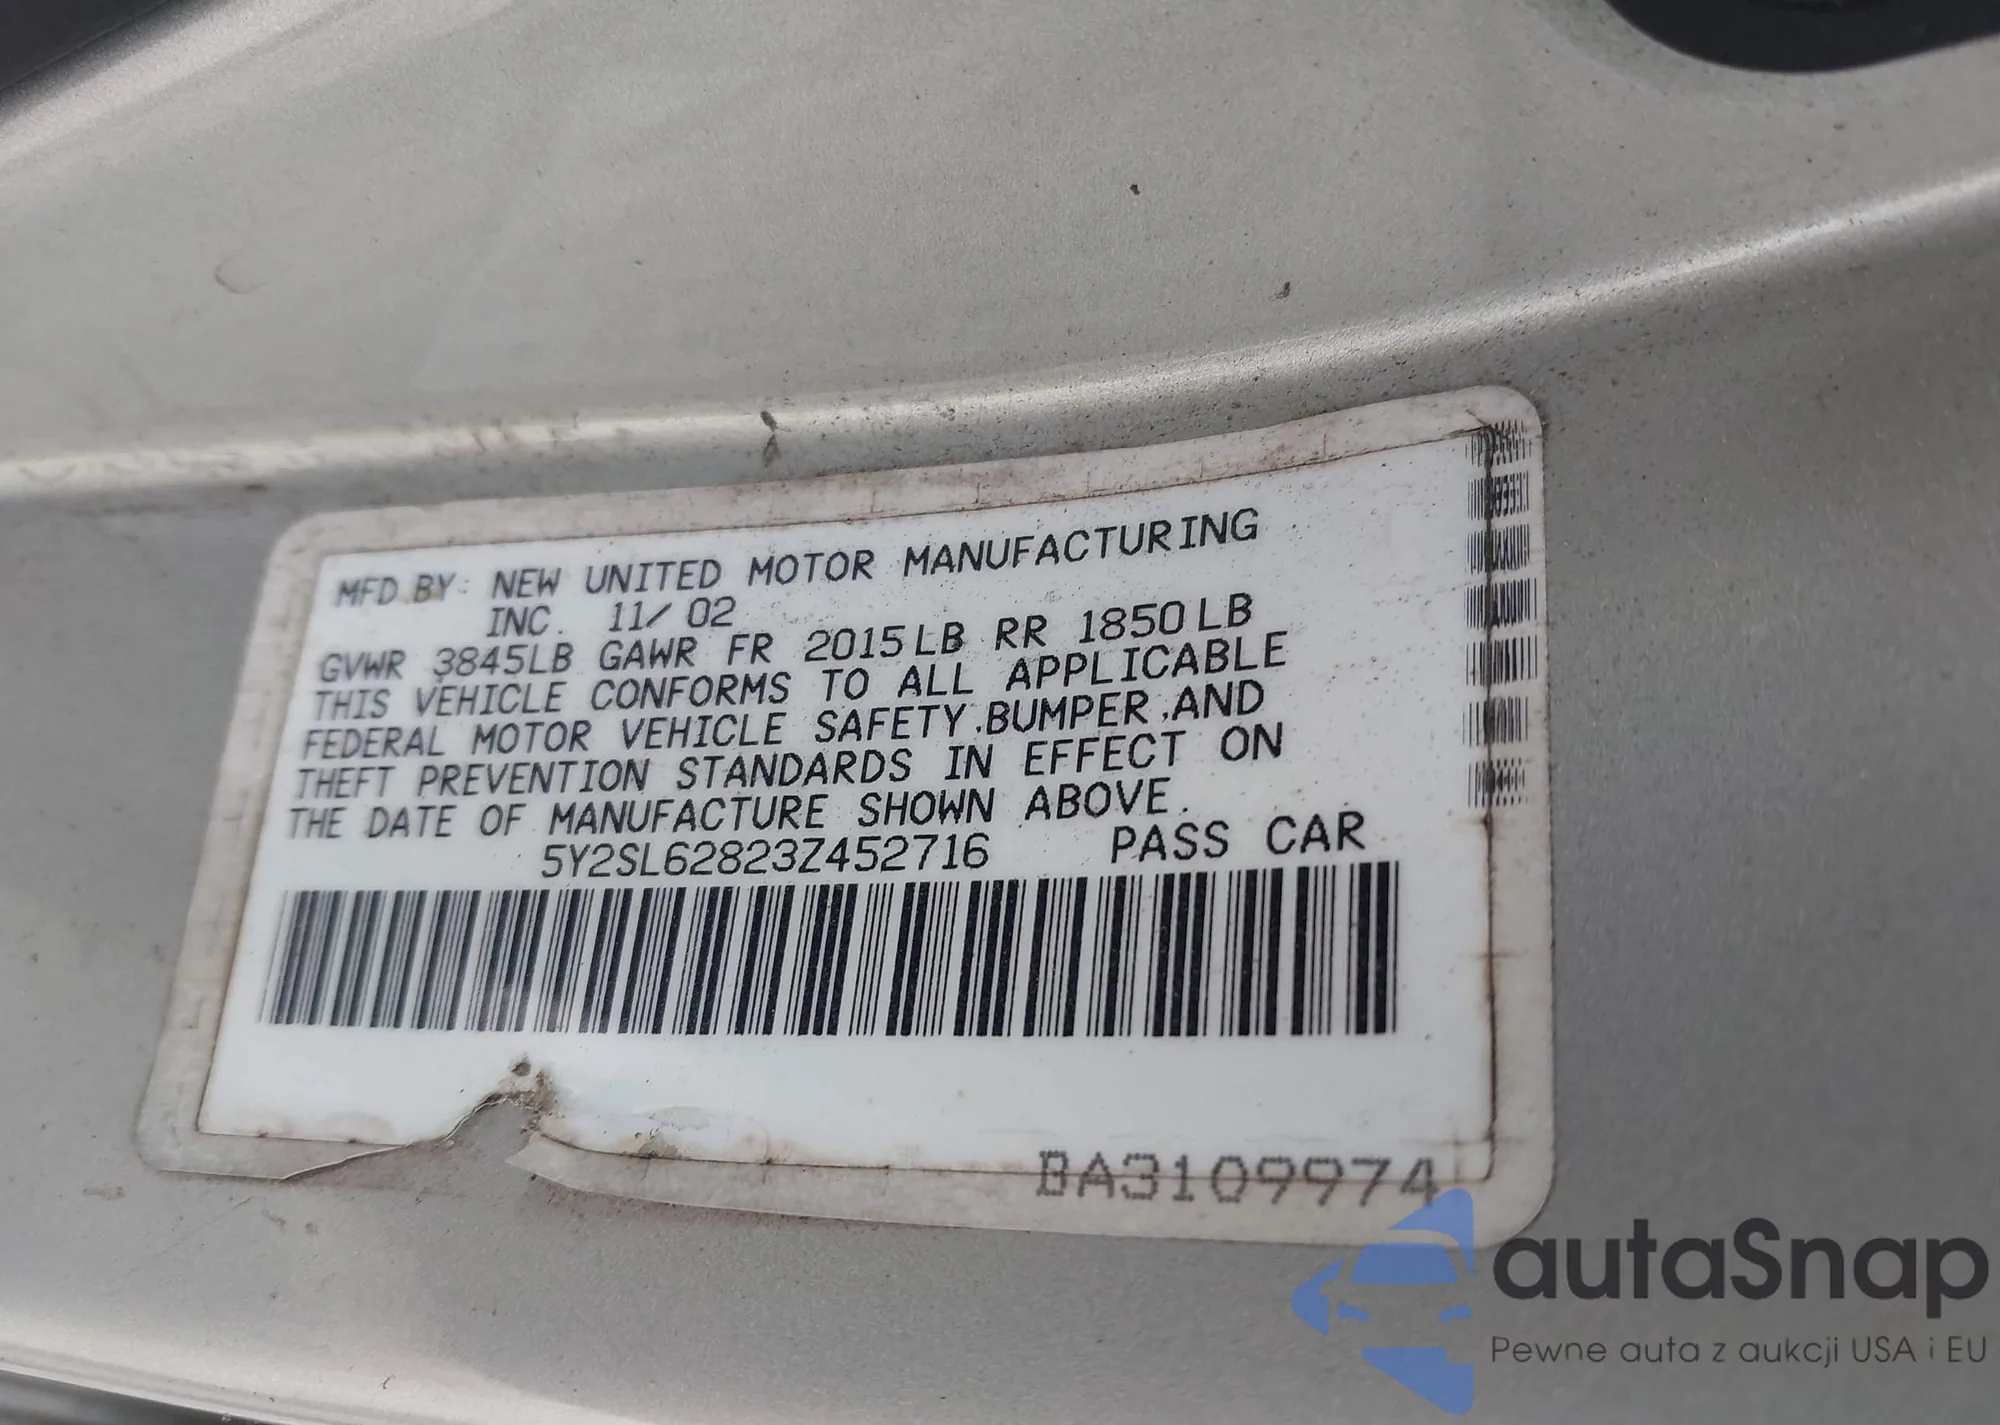 MFD BY: NEW UNITED MOTOR MANUFACTURING
INC. 11/02
GVWR 3845LB GAWR FR 2015LB RR 1850LB
THIS VEHICLE CONFORMS TO ALL APPLICABLE
FEDERAL MOTOR VEHICLE SAFETY,BUMPER,AND
THEFT PREVENTION STANDARDS IN EFFECT ON
THE DATE OF MANUFACTURE SHOWN ABOVE.
5Y2SL62823Z452716 PASS CAR
BA3109974
autaSnap
Pewne auta z aukcji USA i EU